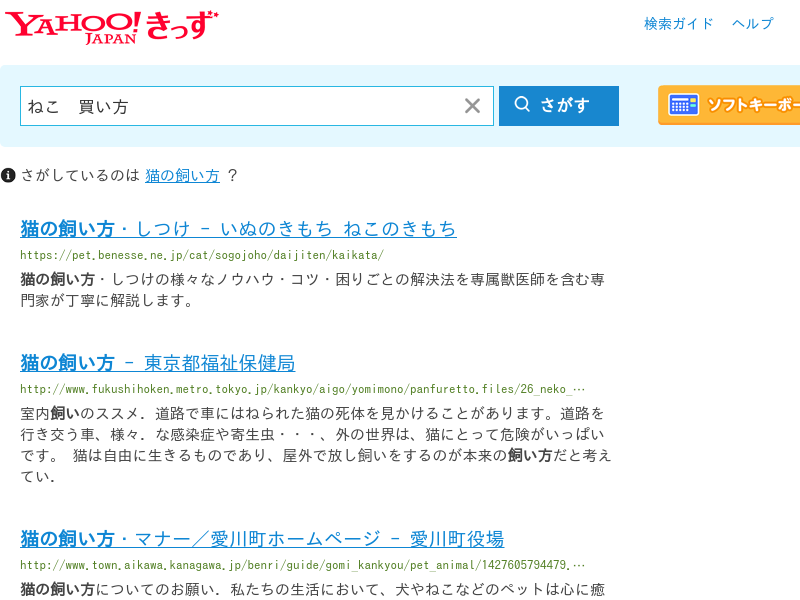 YAHOO! JAPAN きっず
検索ガイド ヘルプ
ねこ　買い方
さがす
ソフトキーボー
さがしているのは 猫の飼い方 ？
猫の飼い方・しつけ - いぬのきもち ねこのきもち
https://pet.benesse.ne.jp/cat/sogojoho/daijiten/kaikata/
猫の飼い方・しつけの様々なノウハウ・コツ・困りごとの解決法を専属獣医師を含む専
門家が丁寧に解説します。
猫の飼い方 - 東京都福祉保健局
http://www.fukushihoken.metro.tokyo.jp/kankyo/aigo/yomimono/panfuretto.files/26_neko_…
室内飼いのススメ. 道路で車にはねられた猫の死体を見かけることがあります。道路を
行き交う車、様々. な感染症や寄生虫・・・、外の世界は、猫にとって危険がいっぱい
です。 猫は自由に生きるものであり、屋外で放し飼いをするのが本来の飼い方だと考え
てい.
猫の飼い方・マナー／愛川町ホームページ - 愛川町役場
http://www.town.aikawa.kanagawa.jp/benri/guide/gomi_kankyou/pet_animal/1427605794479.…
猫の飼い方についてのお願い. 私たちの生活において、犬やねこなどのペットは心に癒